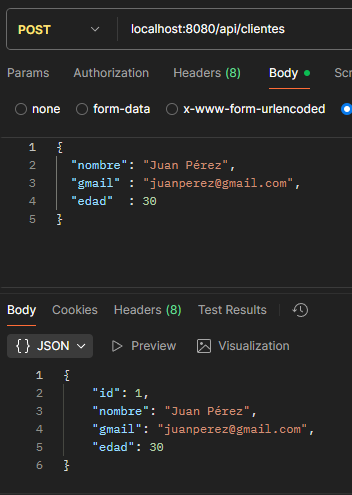 POST localhost:8080/api/clientes
Params Authorization Headers (8) Body Scr
none form-data x-www-form-urlencoded
1 {
2 "nombre": "Juan Pérez",
3 "gmail" : "juanperez@gmail.com",
4 "edad"  : 30
5 }
Body Cookies Headers (8) Test Results
{} JSON Preview Visualization
1 {
2 "id": 1,
3 "nombre": "Juan Pérez",
4 "gmail": "juanperez@gmail.com",
5 "edad": 30
6 }